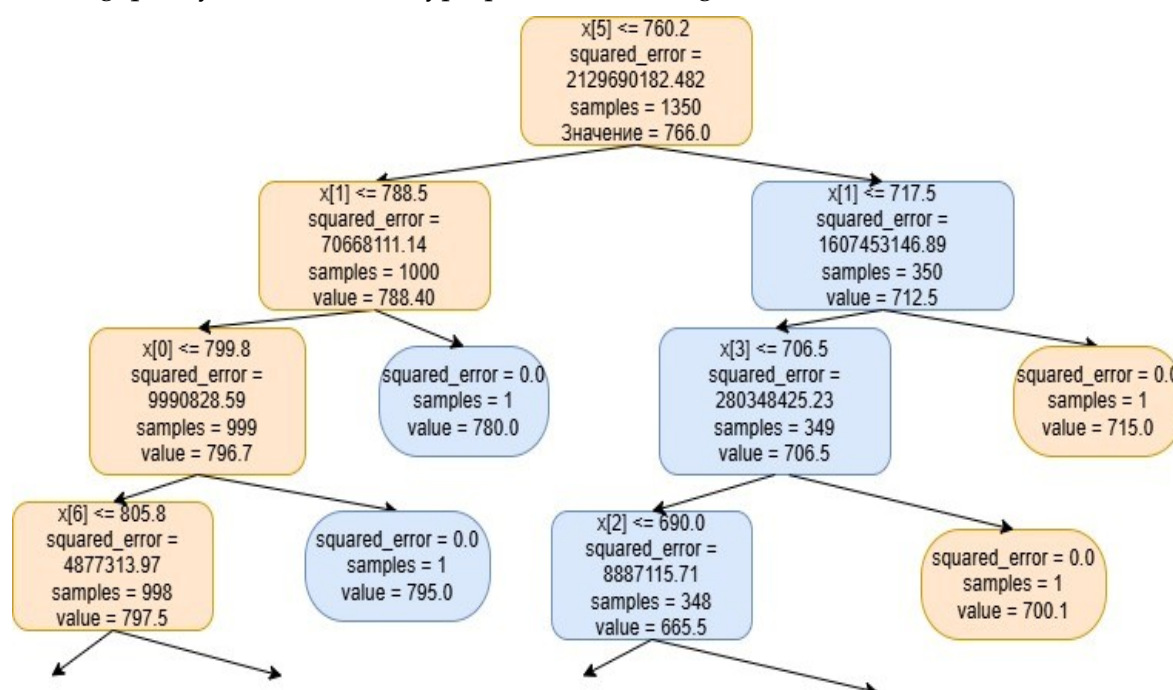 x[5] <= 760.2
squared_error =
2129690182.482
samples = 1350
Значение = 766.0
x[1] <= 788.5
squared_error =
70668111.14
samples = 1000
value = 788.40
x[1] <= 717.5
squared_error =
1607453146.89
samples = 350
value = 712.5
x[0] <= 799.8
squared_error =
9990828.59
samples = 999
value = 796.7
squared_error = 0.0
samples = 1
value = 780.0
x[3] <= 706.5
squared_error =
280348425.23
samples = 349
value = 706.5
squared_error = 0.0
samples = 1
value = 715.0
x[6] <= 805.8
squared_error =
4877313.97
samples = 998
value = 797.5
squared_error = 0.0
samples = 1
value = 795.0
x[2] <= 690.0
squared_error =
8887115.71
samples = 348
value = 665.5
squared_error = 0.0
samples = 1
value = 700.1